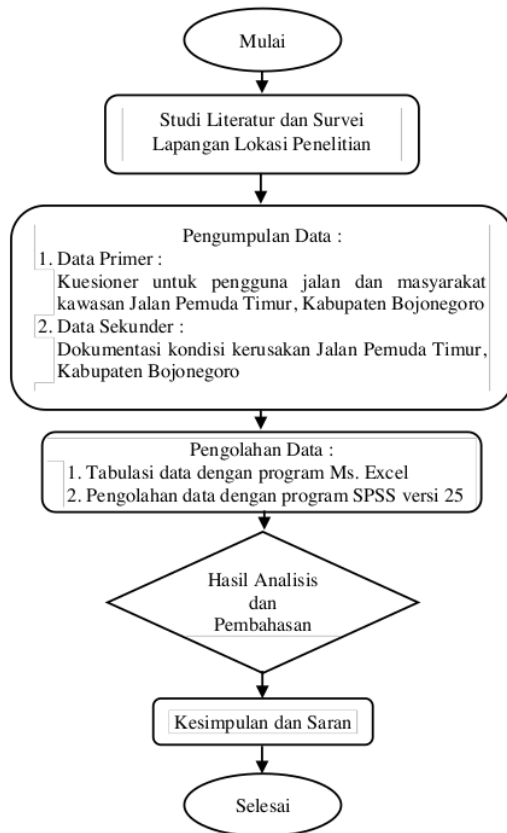 Mulai
Studi Literatur dan Survei
Lapangan Lokasi Penelitian
Pengumpulan Data :
1. Data Primer :
Kuesioner untuk pengguna jalan dan masyarakat
kawasan Jalan Pemuda Timur, Kabupaten Bojonegoro
2. Data Sekunder :
Dokumentasi kondisi kerusakan Jalan Pemuda Timur,
Kabupaten Bojonegoro
Pengolahan Data :
1. Tabulasi data dengan program Ms. Excel
2. Pengolahan data dengan program SPSS versi 25
Hasil Analisis
dan
Pembahasan
Kesimpulan dan Saran
Selesai